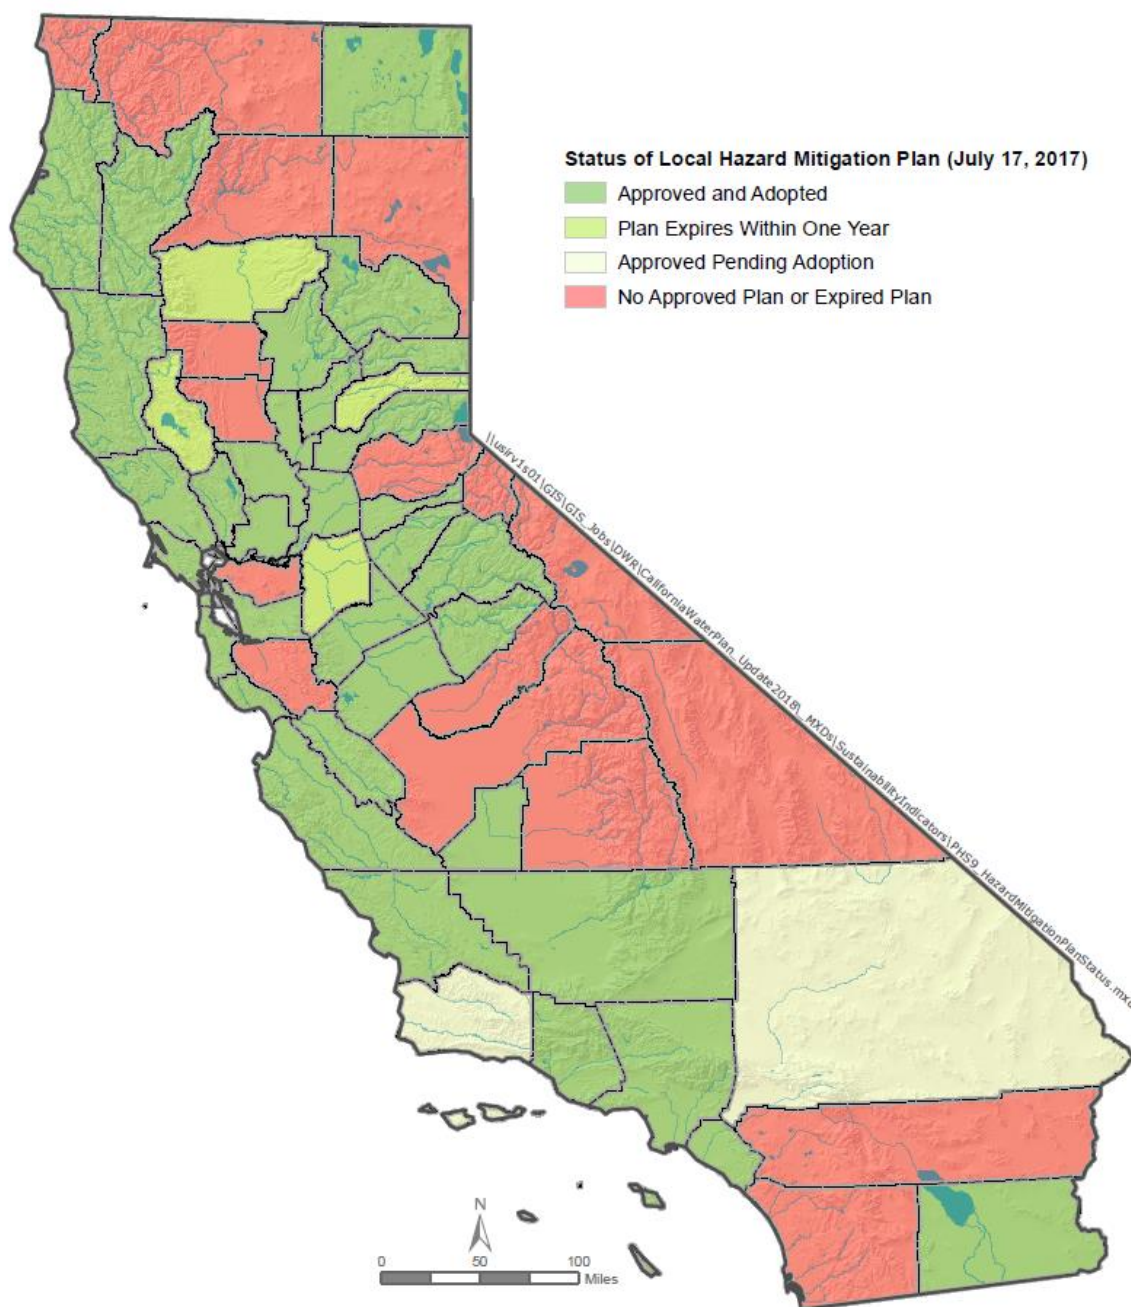 Status of Local Hazard Mitigation Plan (July 17, 2017)
Approved and Adopted
Plan Expires Within One Year
Approved Pending Adoption
No Approved Plan or Expired Plan
\\usirv1s01\GIS\GIS_Jobs\DWR\CaliforniaWaterPlan_Update2018\_MXDs\SustainabilityIndicators\PHS9_HazardMitigationPlanStatus.mxd
N
0 50 100
Miles